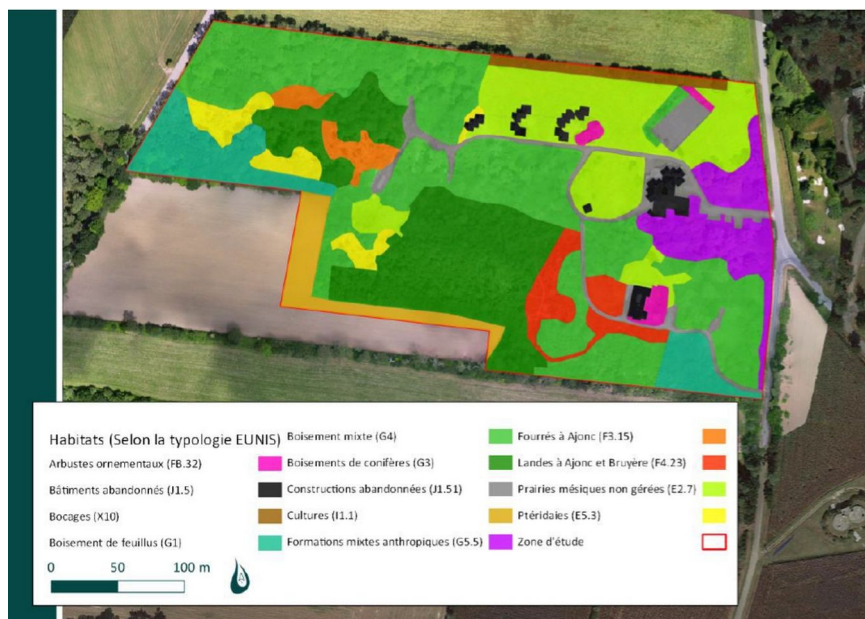 Habitats (Selon la typologie EUNIS)
Arbustes ornementaux (FB.32)
Bâtiments abandonnés (J1.5)
Bocages (X10)
Boisement de feuillus (G1)
Boisement mixte (G4)
Boisements de conifères (G3)
Constructions abandonnées (J1.51)
Cultures (I1.1)
Formations mixtes anthropiques (G5.5)
Fourrés à Ajonc (F3.15)
Landes à Ajonc et Bruyère (F4.23)
Prairies mésiques non gérées (E2.7)
Ptéridaies (E5.3)
Zone d'étude
0 50 100 m